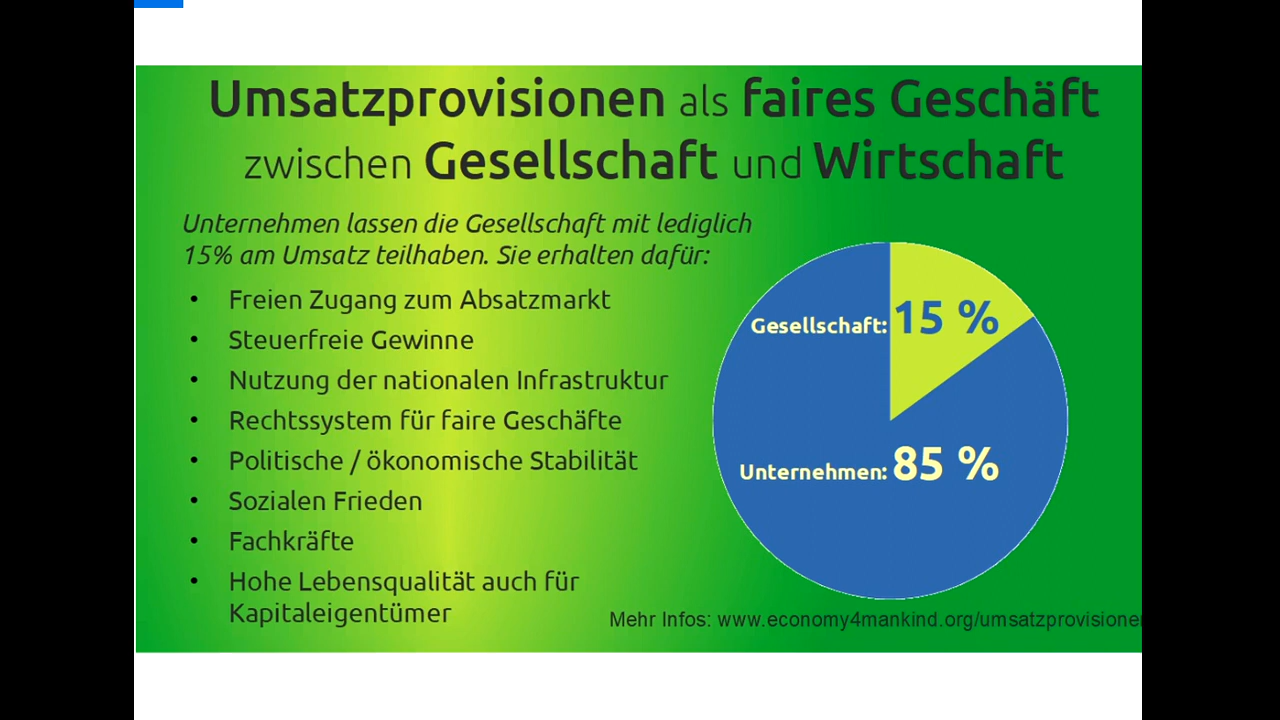 Umsatzprovisionen als faires Geschäft
zwischen Gesellschaft und Wirtschaft
Unternehmen lassen die Gesellschaft mit lediglich
15% am Umsatz teilhaben. Sie erhalten dafür:
• Freien Zugang zum Absatzmarkt
• Steuerfreie Gewinne
• Nutzung der nationalen Infrastruktur
• Rechtssystem für faire Geschäfte
• Politische / ökonomische Stabilität
• Sozialen Frieden
• Fachkräfte
• Hohe Lebensqualität auch für
Kapitaleigentümer
Gesellschaft: 15 %
Unternehmen: 85 %
Mehr Infos: www.economy4mankind.org/umsatzprovisione